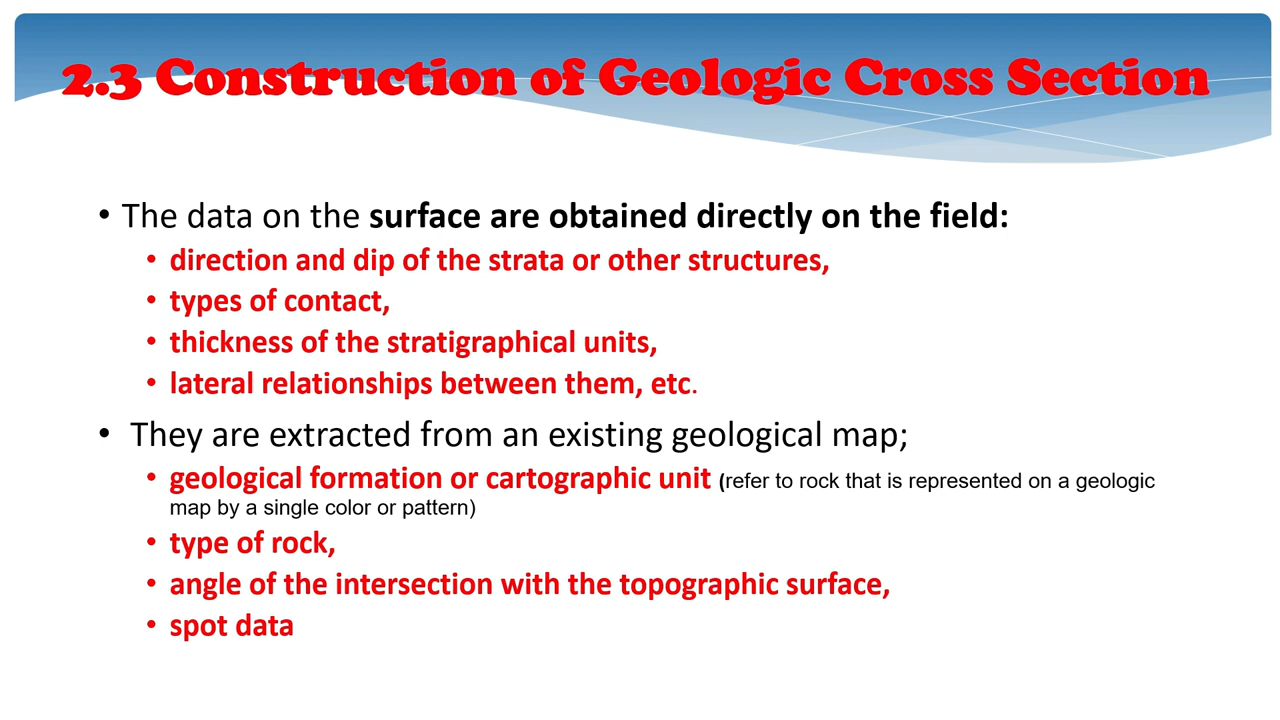 2.3 Construction of Geologic Cross Section
• The data on the surface are obtained directly on the field:
• direction and dip of the strata or other structures,
• types of contact,
• thickness of the stratigraphical units,
• lateral relationships between them, etc.
• They are extracted from an existing geological map;
• geological formation or cartographic unit (refer to rock that is represented on a geologic
map by a single color or pattern)
• type of rock,
• angle of the intersection with the topographic surface,
• spot data